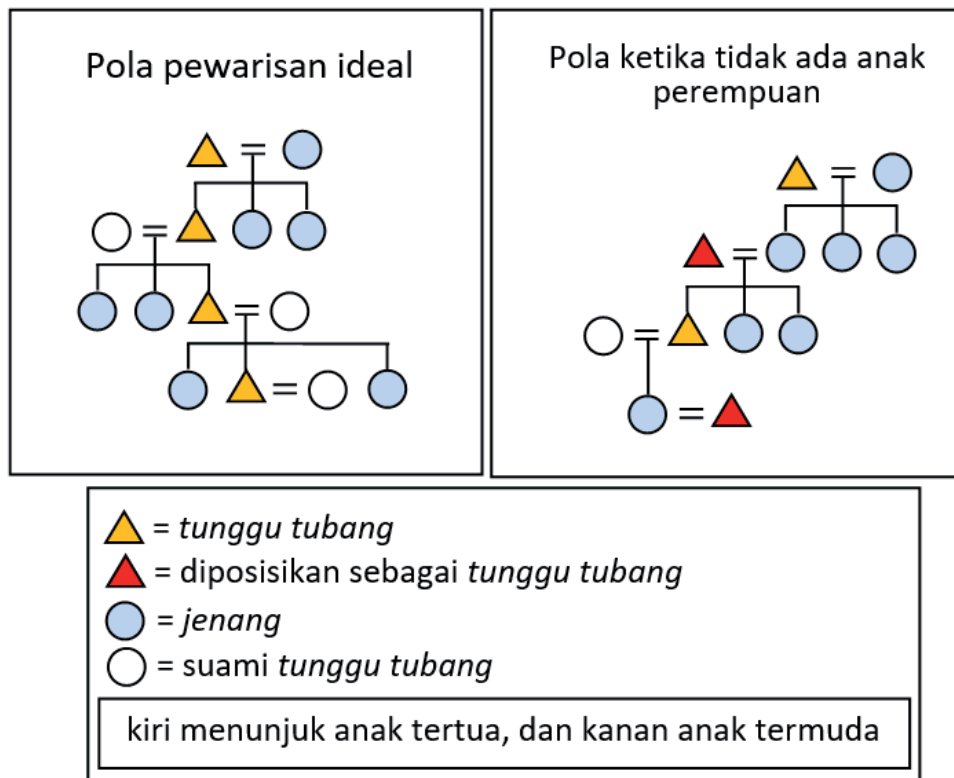 Pola pewarisan ideal
Pola ketika tidak ada anak
perempuan
= tunggu tubang
= diposisikan sebagai tunggu tubang
= jenang
= suami tunggu tubang
kiri menunjuk anak tertua, dan kanan anak termuda